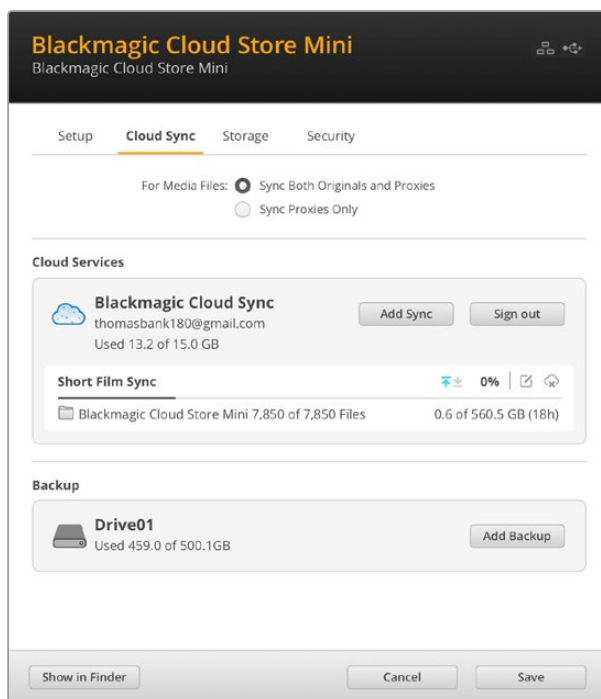 Blackmagic Cloud Store Mini
Blackmagic Cloud Store Mini
Setup Cloud Sync Storage Security
For Media Files: Sync Both Originals and Proxies
Sync Proxies Only
Cloud Services
Blackmagic Cloud Sync
thomasbank180@gmail.com
Used 13.2 of 15.0 GB
Add Sync Sign out
Short Film Sync 0%
Blackmagic Cloud Store Mini 7,850 of 7,850 Files 0.6 of 560.5 GB (18h)
Backup
Drive01
Used 459.0 of 500.1GB
Add Backup
Show in Finder Cancel Save